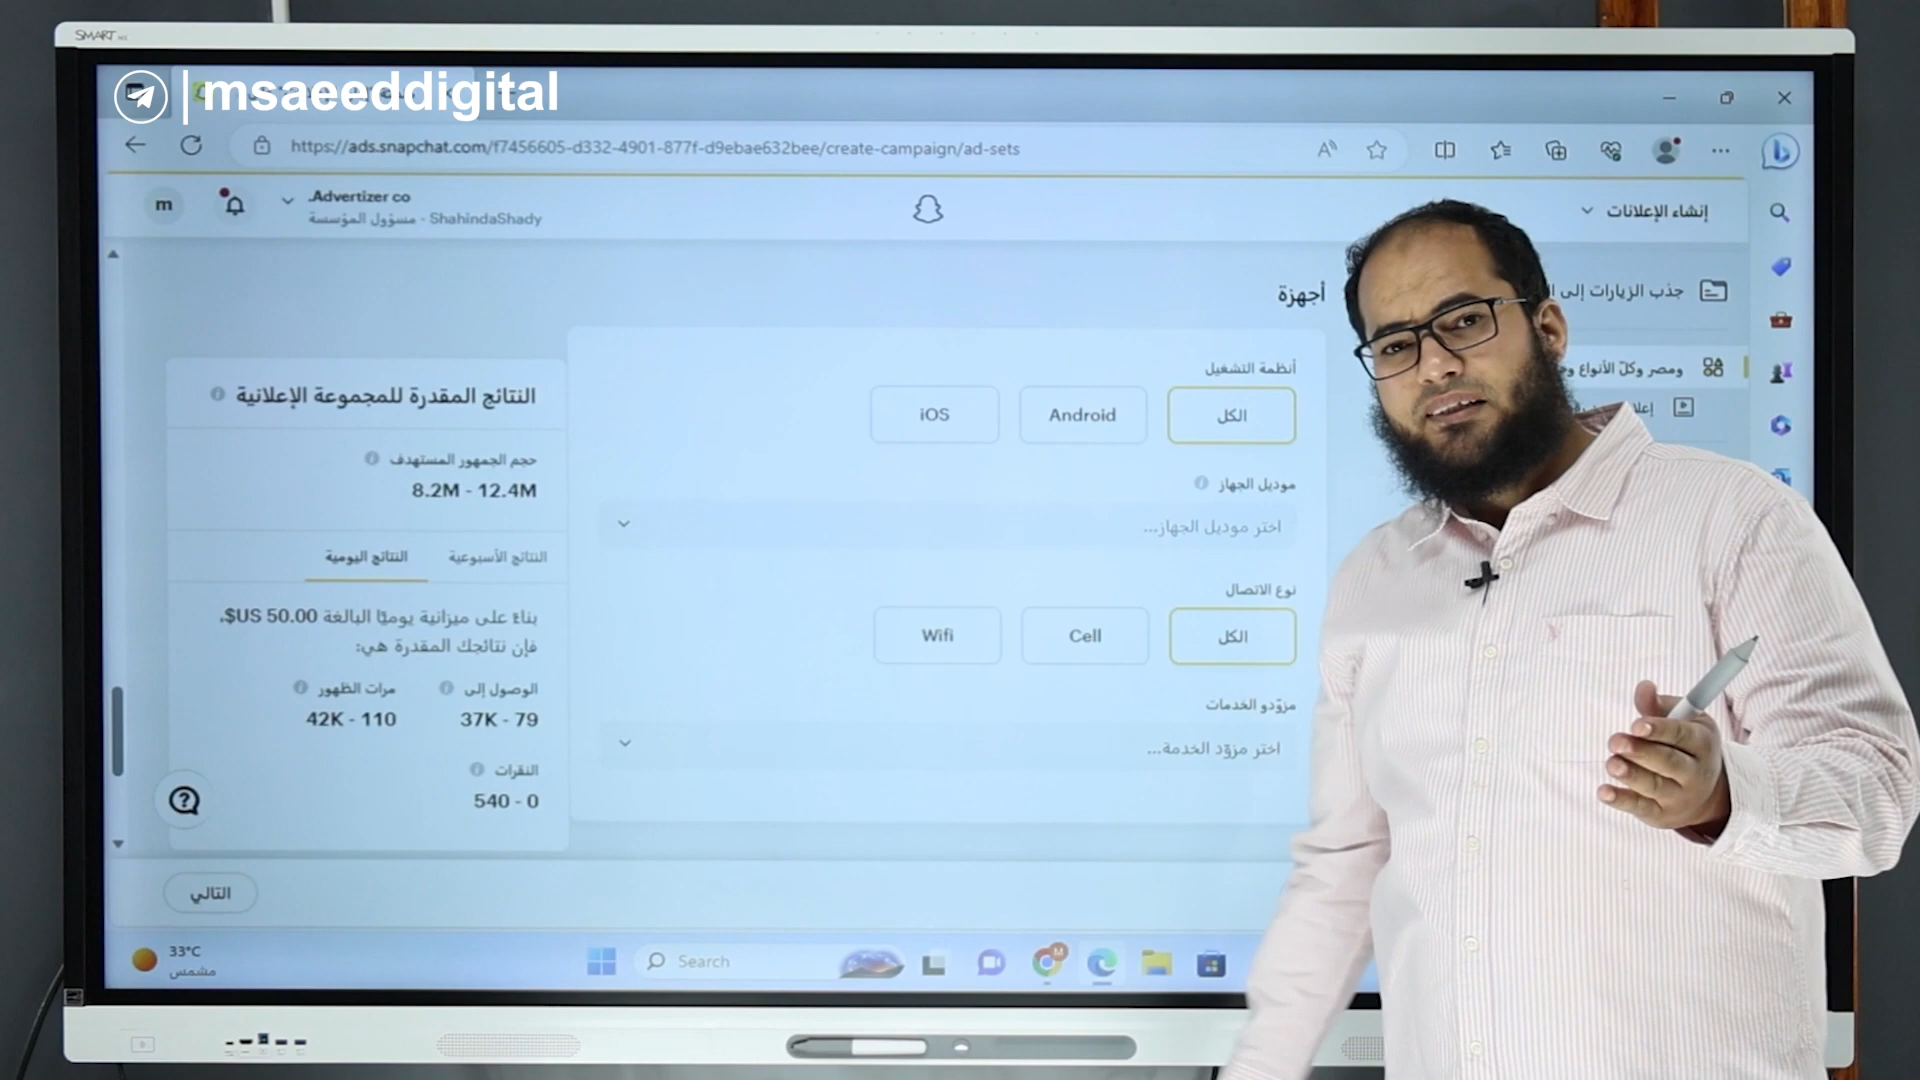 SMART
msaeeddigital
https://ads.snapchat.com/f7456605-d332-4901-877f-d9ebae632bee/create-campaign/ad-sets
m
Advertizer co.
ShahindaShady - مسؤول المؤسسة
إنشاء الإعلانات
جذب الزيارات إلى
ومصر وكلّ الأنواع
أجهزة
أنظمة التشغيل
الكل
Android
iOS
موديل الجهاز
اختر موديل الجهاز...
نوع الاتصال
الكل
Cell
Wifi
مزوّدو الخدمات
اختر مزوّد الخدمة...
النتائج المقدرة للمجموعة الإعلانية
حجم الجمهور المستهدف
8.2M - 12.4M
النتائج الأسبوعية
النتائج اليومية
بناءً على ميزانية يوميًا البالغة US 50.00$،
فإن نتائجك المقدرة هي:
الوصول إلى
37K - 79
مرات الظهور
42K - 110
النقرات
540 - 0
التالي
33°C
مشمس
Search
M